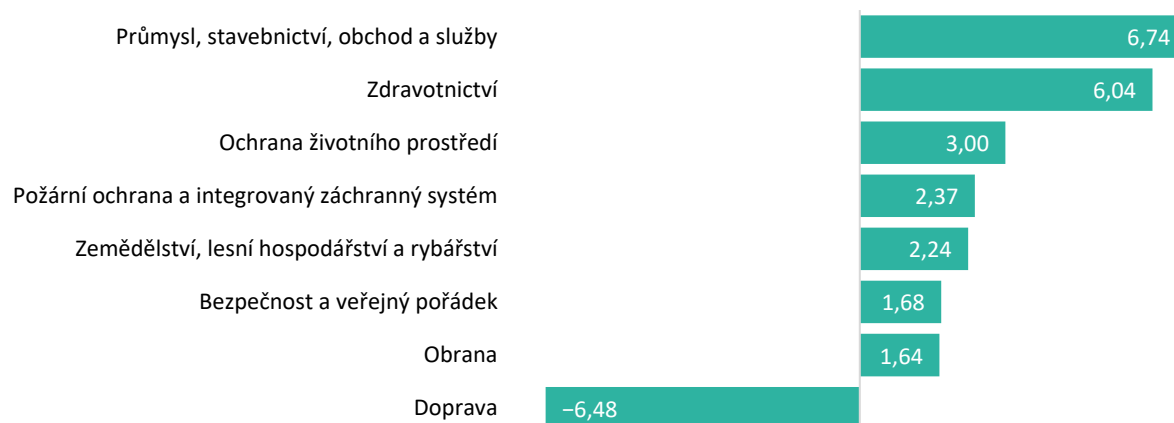 Průmysl, stavebnictví, obchod a služby 6,74
Zdravotnictví 6,04
Ochrana životního prostředí 3,00
Požární ochrana a integrovaný záchranný systém 2,37
Zemědělství, lesní hospodářství a rybářství 2,24
Bezpečnost a veřejný pořádek 1,68
Obrana 1,64
Doprava −6,48